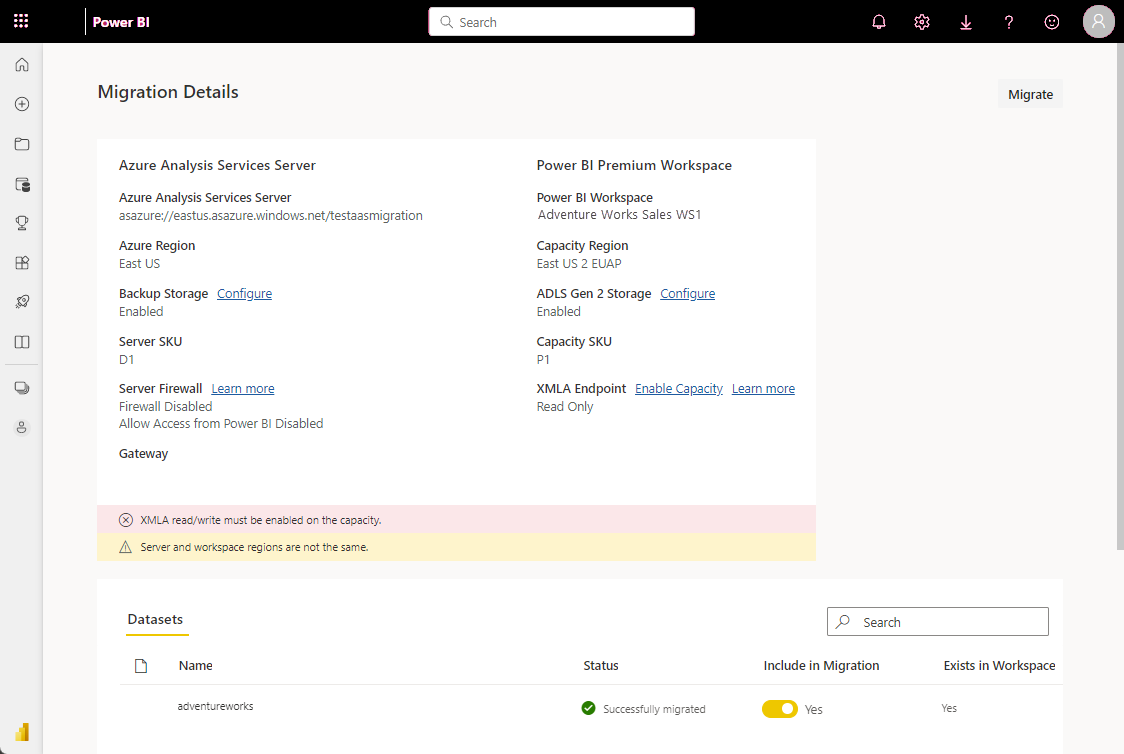 Power BI
Search
Migration Details
Migrate
Azure Analysis Services Server
Azure Analysis Services Server
asazure://eastus.asazure.windows.net/testaasmigration
Azure Region
East US
Backup Storage Configure
Enabled
Server SKU
D1
Server Firewall Learn more
Firewall Disabled
Allow Access from Power BI Disabled
Gateway
Power BI Premium Workspace
Power BI Workspace
Adventure Works Sales WS1
Capacity Region
East US 2 EUAP
ADLS Gen 2 Storage Configure
Enabled
Capacity SKU
P1
XMLA Endpoint Enable Capacity Learn more
Read Only
XMLA read/write must be enabled on the capacity.
Server and workspace regions are not the same.
Datasets
Search
Name Status Include in Migration Exists in Workspace
adventureworks Successfully migrated Yes Yes